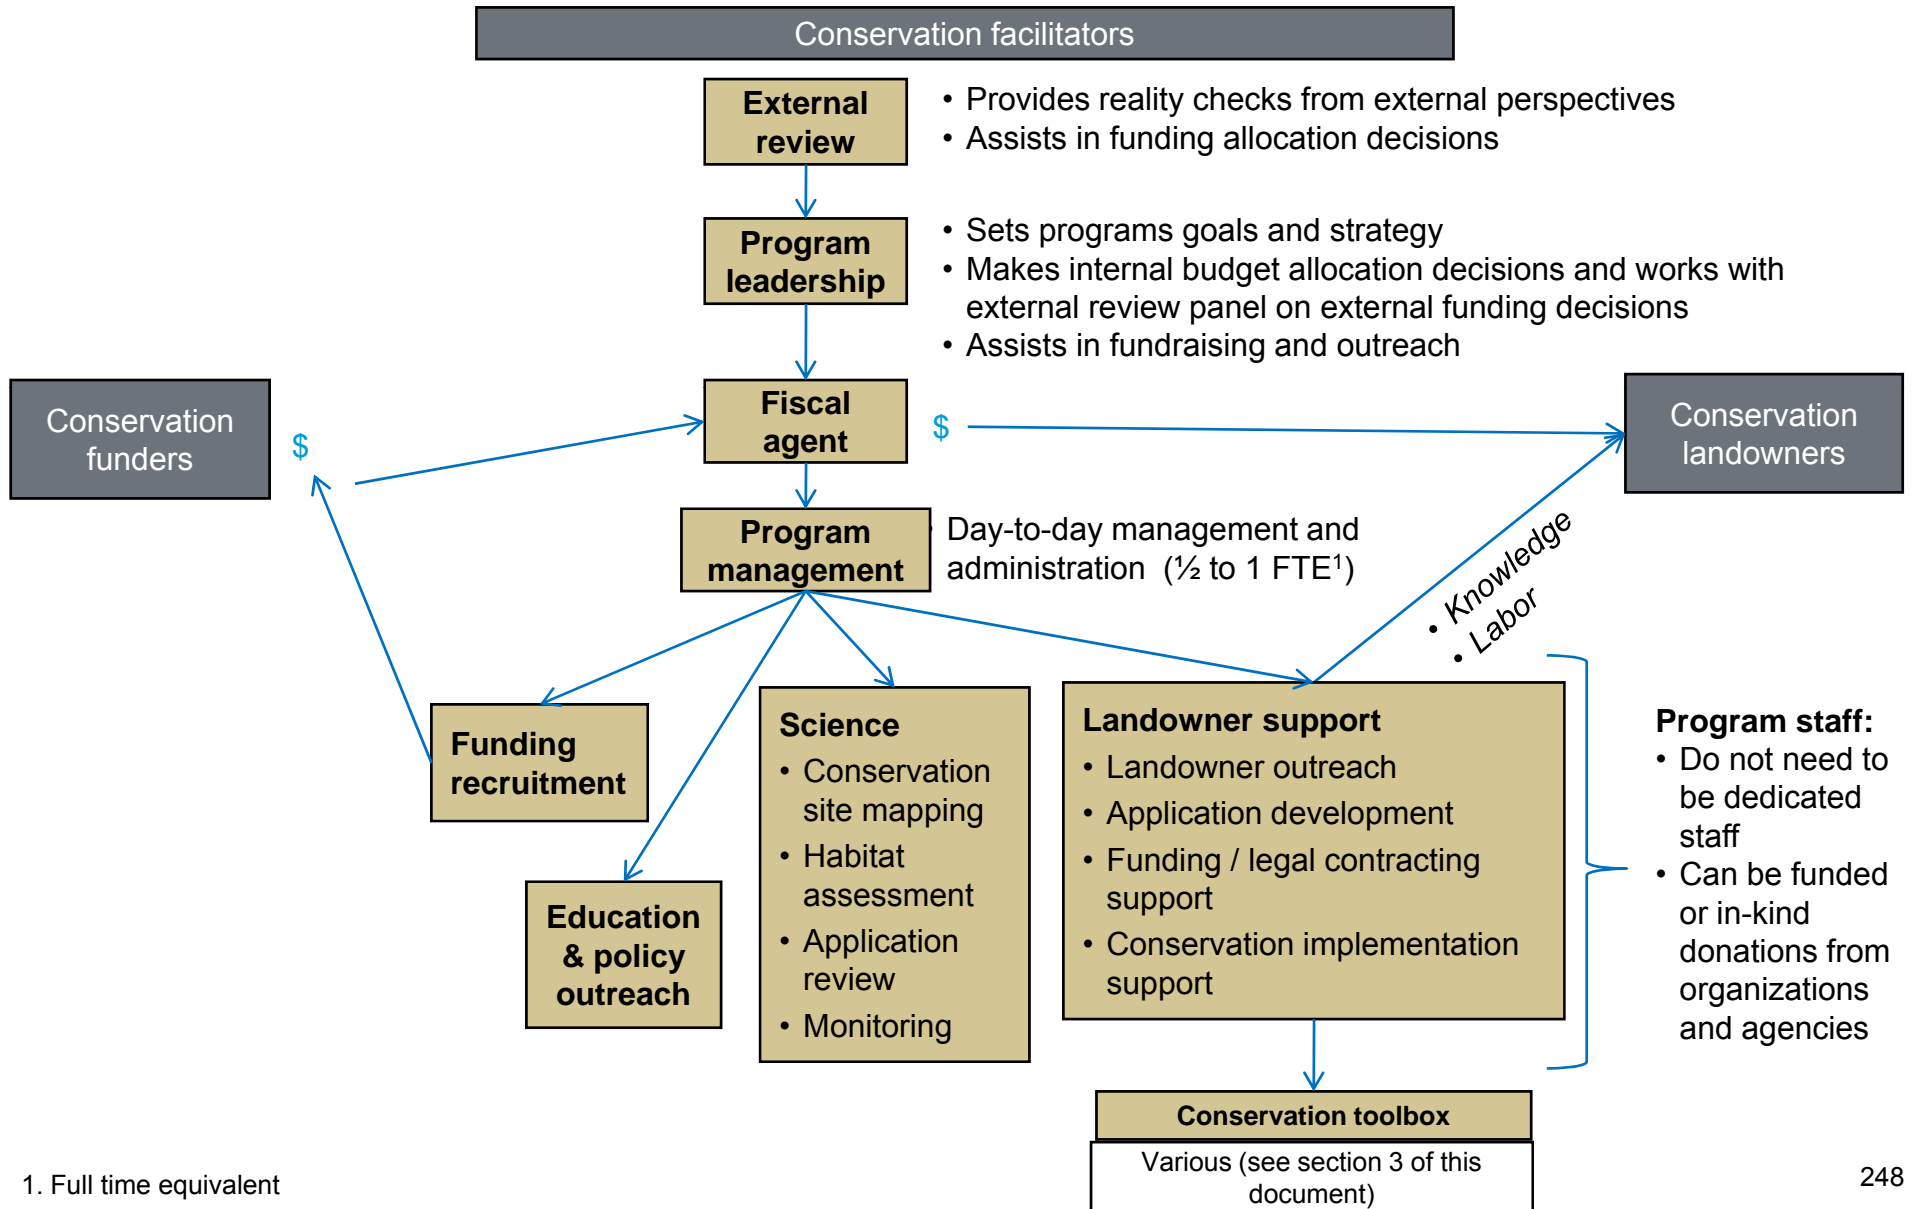 Conservation facilitators
External
review
• Provides reality checks from external perspectives
• Assists in funding allocation decisions
Program
leadership
• Sets programs goals and strategy
• Makes internal budget allocation decisions and works with
external review panel on external funding decisions
• Assists in fundraising and outreach
Conservation
funders
$
Fiscal
agent
$
Conservation
landowners
Program
management
• Day-to-day management and
administration (½ to 1 FTE¹)
• Knowledge
• Labor
Funding
recruitment
Education
& policy
outreach
Science
• Conservation
site mapping
• Habitat
assessment
• Application
review
• Monitoring
Landowner support
• Landowner outreach
• Application development
• Funding / legal contracting
support
• Conservation implementation
support
Program staff:
• Do not need to
be dedicated
staff
• Can be funded
or in-kind
donations from
organizations
and agencies
Conservation toolbox
Various (see section 3 of this
document)
1. Full time equivalent
248